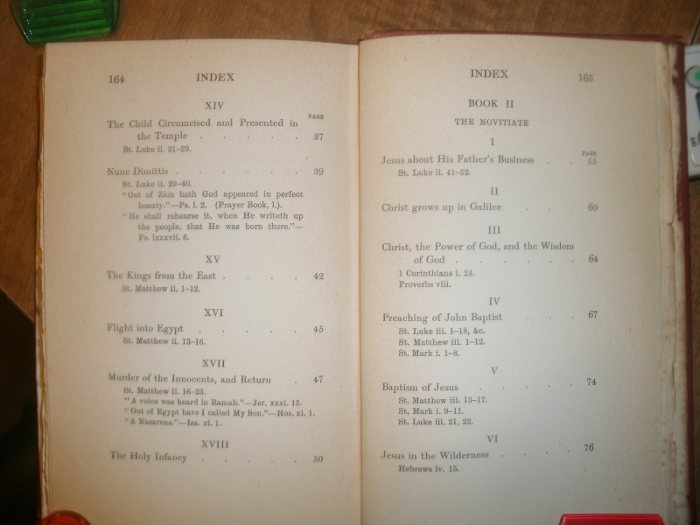 164 INDEX
XIV
PAGE
The Child Circumcised and Presented in
the Temple . . . . . 37
St. Luke ii. 21-29.
Nunc Dimittis . . . . . . 39
St. Luke ii. 29-40.
"Out of Zion hath God appeared in perfect
beauty."—Ps. l. 2. (Prayer Book, l.).
"He shall rehearse it, when He writeth up
the people, that He was born there."—
Ps. lxxxvii. 6.
XV
The Kings from the East . . . . 42
St. Matthew ii. 1-12.
XVI
Flight into Egypt . . . . . 45
St. Matthew ii. 13-16.
XVII
Murder of the Innocents, and Return . 47
St. Matthew ii. 16-23.
"A voice was heard in Ramah."—Jer. xxxi. 15.
"Out of Egypt have I called My Son."—Hos. xi. 1.
"A Nazarene."—Isa. xi. 1.
XVIII
The Holy Infancy . . . . . 50
INDEX 165
BOOK II
THE NOVITIATE
I
PAGE
Jesus about His Father's Business . . 55
St. Luke ii. 41-52.
II
Christ grows up in Galilee . . . 60
III
Christ, the Power of God, and the Wisdom
of God . . . . . . 64
1 Corinthians i. 24.
Proverbs viii.
IV
Preaching of John Baptist . . . 67
St. Luke iii. 1-18, &c.
St. Matthew iii. 1-12.
St. Mark i. 1-8.
V
Baptism of Jesus . . . . . 74
St. Matthew iii. 13-17.
St. Mark i. 9-11.
St. Luke iii. 21, 22.
VI
Jesus in the Wilderness . . . . 76
Hebrews iv. 15.